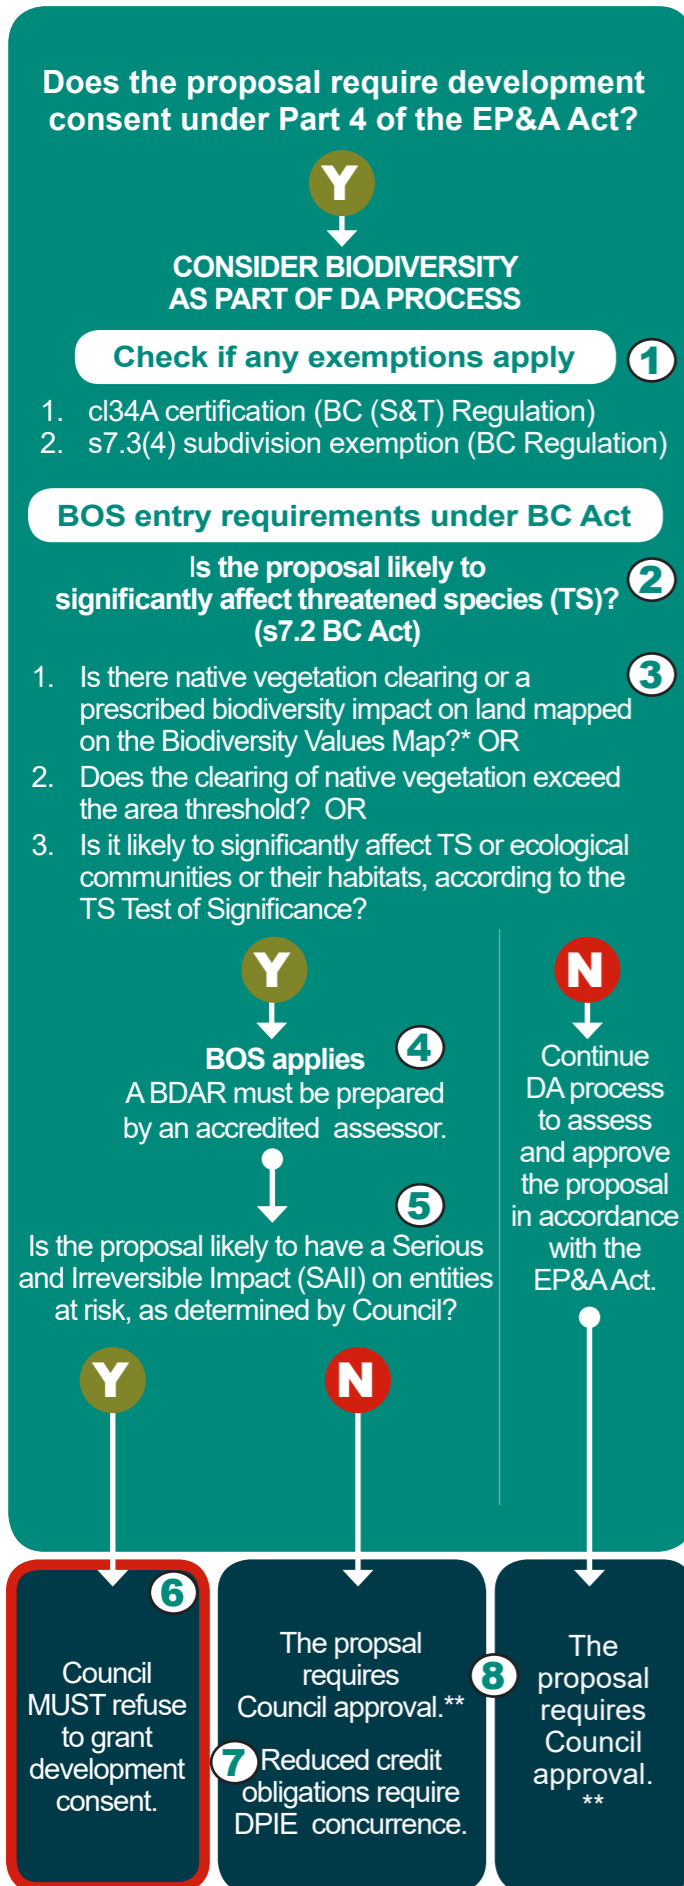 Does the proposal require development
consent under Part 4 of the EP&A Act?
Y
CONSIDER BIODIVERSITY
AS PART OF DA PROCESS
Check if any exemptions apply
1
1. cl34A certification (BC (S&T) Regulation)
2. s7.3(4) subdivision exemption (BC Regulation)
BOS entry requirements under BC Act
Is the proposal likely to
significantly affect threatened species (TS)?
(s7.2 BC Act)
2
3
1. Is there native vegetation clearing or a
prescribed biodiversity impact on land mapped
on the Biodiversity Values Map?* OR
2. Does the clearing of native vegetation exceed
the area threshold? OR
3. Is it likely to significantly affect TS or ecological
communities or their habitats, according to the
TS Test of Significance?
Y
BOS applies
4
A BDAR must be prepared
by an accredited assessor.
5
Is the proposal likely to have a Serious
and Irreversible Impact (SAII) on entities
at risk, as determined by Council?
Y
N
N
Continue
DA process
to assess
and approve
the proposal
in accordance
with the
EP&A Act.
6
Council
MUST refuse
to grant
development
consent.
The propsal
requires
Council approval.**
7
Reduced credit
obligations require
DPIE concurrence.
8
The
proposal
requires
Council
approval.
**